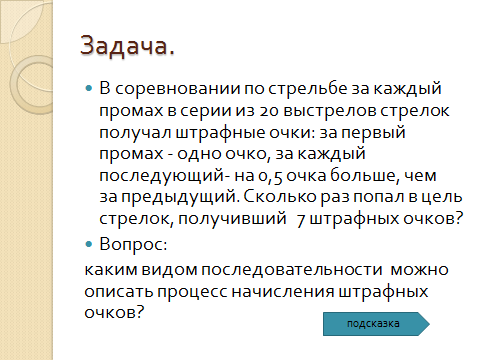 Задача.
В соревновании по стрельбе за каждый
промах в серии из 20 выстрелов стрелок
получал штрафные очки: за первый
промах - одно очко, за каждый
последующий- на 0,5 очка больше, чем
за предыдущий. Сколько раз попал в цель
стрелок, получивший 7 штрафных очков?
Вопрос:
каким видом последовательности можно
описать процесс начисления штрафных
очков?
подсказка